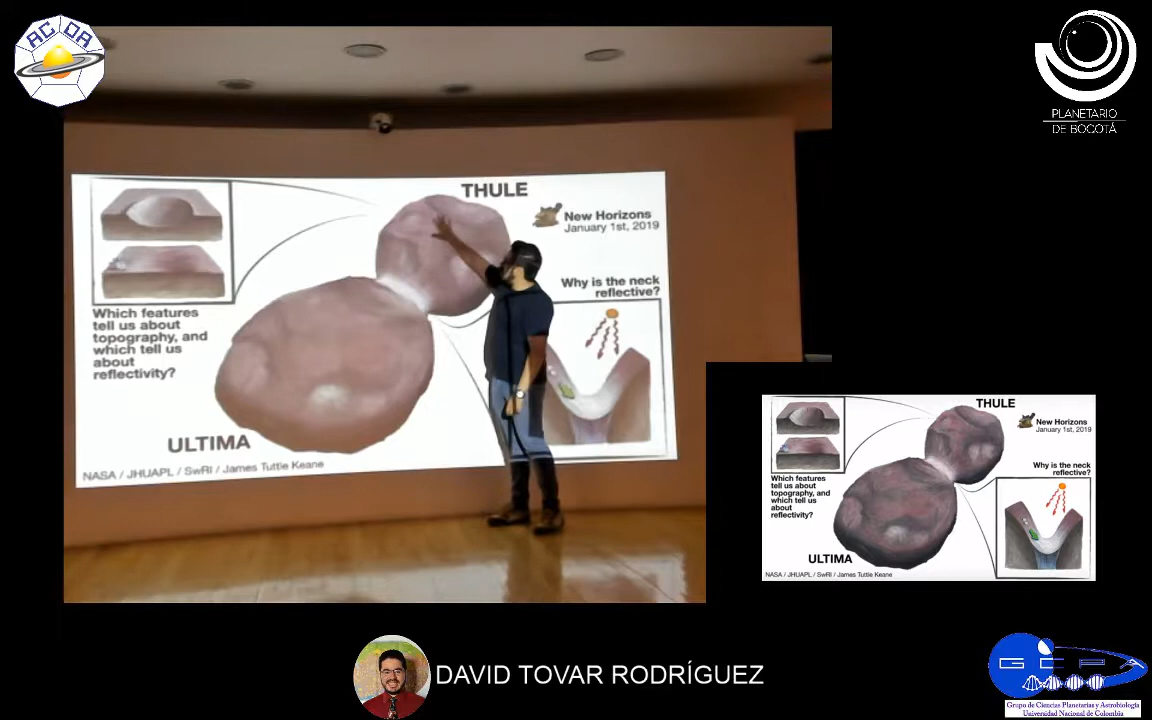 ACDA
PLANETARIO
DE BOGOTÁ
THULE
New Horizons
January 1st, 2019
Why is the neck
reflective?
Which features
tell us about
topography, and
which tell us
about
reflectivity?
ULTIMA
NASA / JHUAPL / SwRI / James Tuttle Keane
THULE
New Horizons
January 1st, 2019
Why is the neck
reflective?
Which features
tell us about
topography, and
which tell us
about
reflectivity?
ULTIMA
NASA / JHUAPL / SwRI / James Tuttle Keane
DAVID TOVAR RODRÍGUEZ
GCPA
Grupo de Ciencias Planetarias y Astrobiología
Universidad Nacional de Colombia